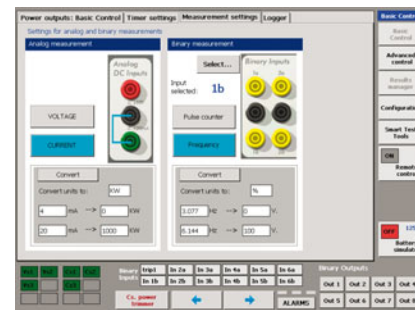 Power outputs: Basic Control
Timer settings
Measurement settings
Logger
Settings for analog and binary measurements
Analog measurement
Analog
DC Inputs
VOLTAGE
CURRENT
Convert
Convert units to:
KW
4 mA --> 0 KW
20 mA --> 1000 KW
Binary measurement
Select...
Input
selected:
1b
Binary Inputs
Pulse counter
Frequency
Convert
Convert units to:
%
3.077 Hz --> 0 %
6.144 Hz --> 100 %
Basic Control
Basic
Control
Advanced
control
Results
manager
Configuration
Smart Test
Tools
ON
Remote
control
OFF
Battery
simulator
Binary
Inputs
trip1
In 2a
In 3a
In 4a
In 5a
In 6a
In 1b
In 2b
In 3b
In 4b
In 5b
In 6b
Cs. power
trimmer
ALARMS
Binary Outputs
Out 1
Out 2
Out 3
Out 4
Out 5
Out 6
Out 7